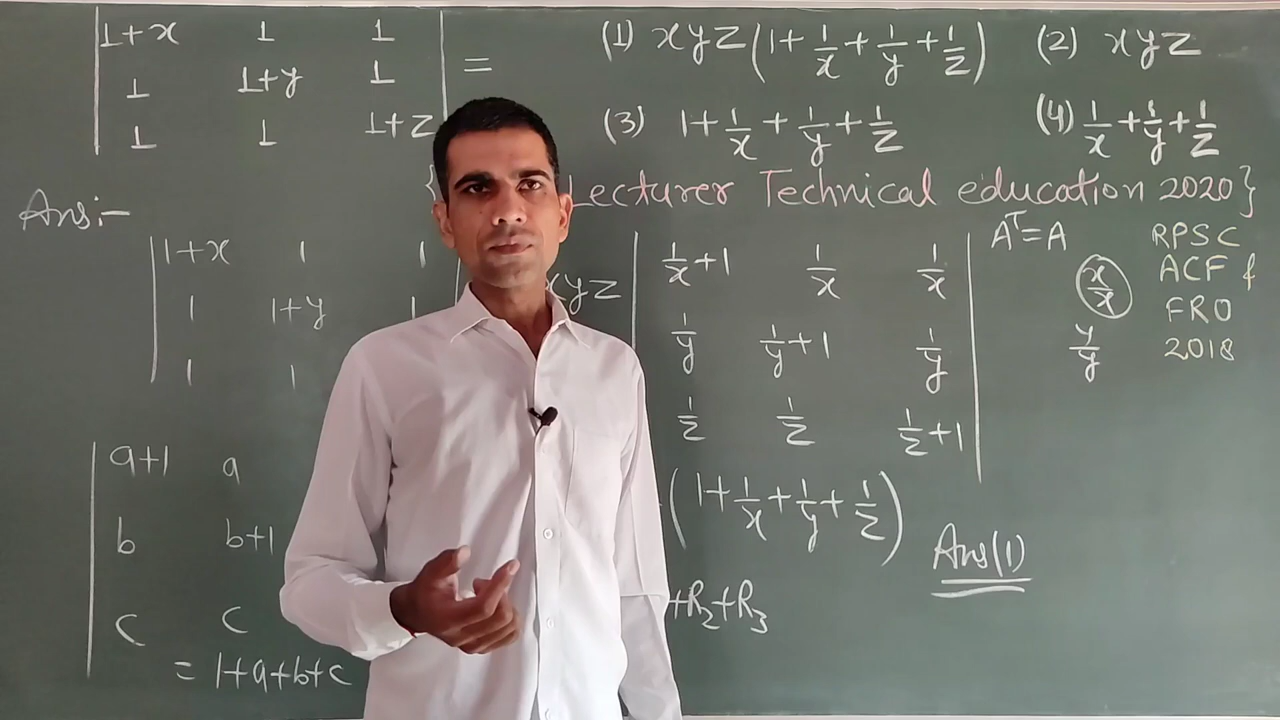 |1+x 1 1| = (1) xyz(1+1/x+1/y+1/z) (2) xyz
|1 1+y 1|
|1 1 1+z| (3) 1+1/x+1/y+1/z (4) 1/x+1/y+1/z
{ Lecturer Technical education 2020}
Ans:-
|1+x 1 1| xyz |1/x+1 1/x 1/x|
|1 1+y 1| |1/y 1/y+1 1/y|
|1 1 |1/z 1/z 1/z+1|
A^T=A
x/x
y/y
RPSC
ACF &
FRO
2018
|a+1 a
|b b+1
|c c
= 1+a+b+c
(1+1/x+1/y+1/z)
Ans(1)
+R₂+R₃